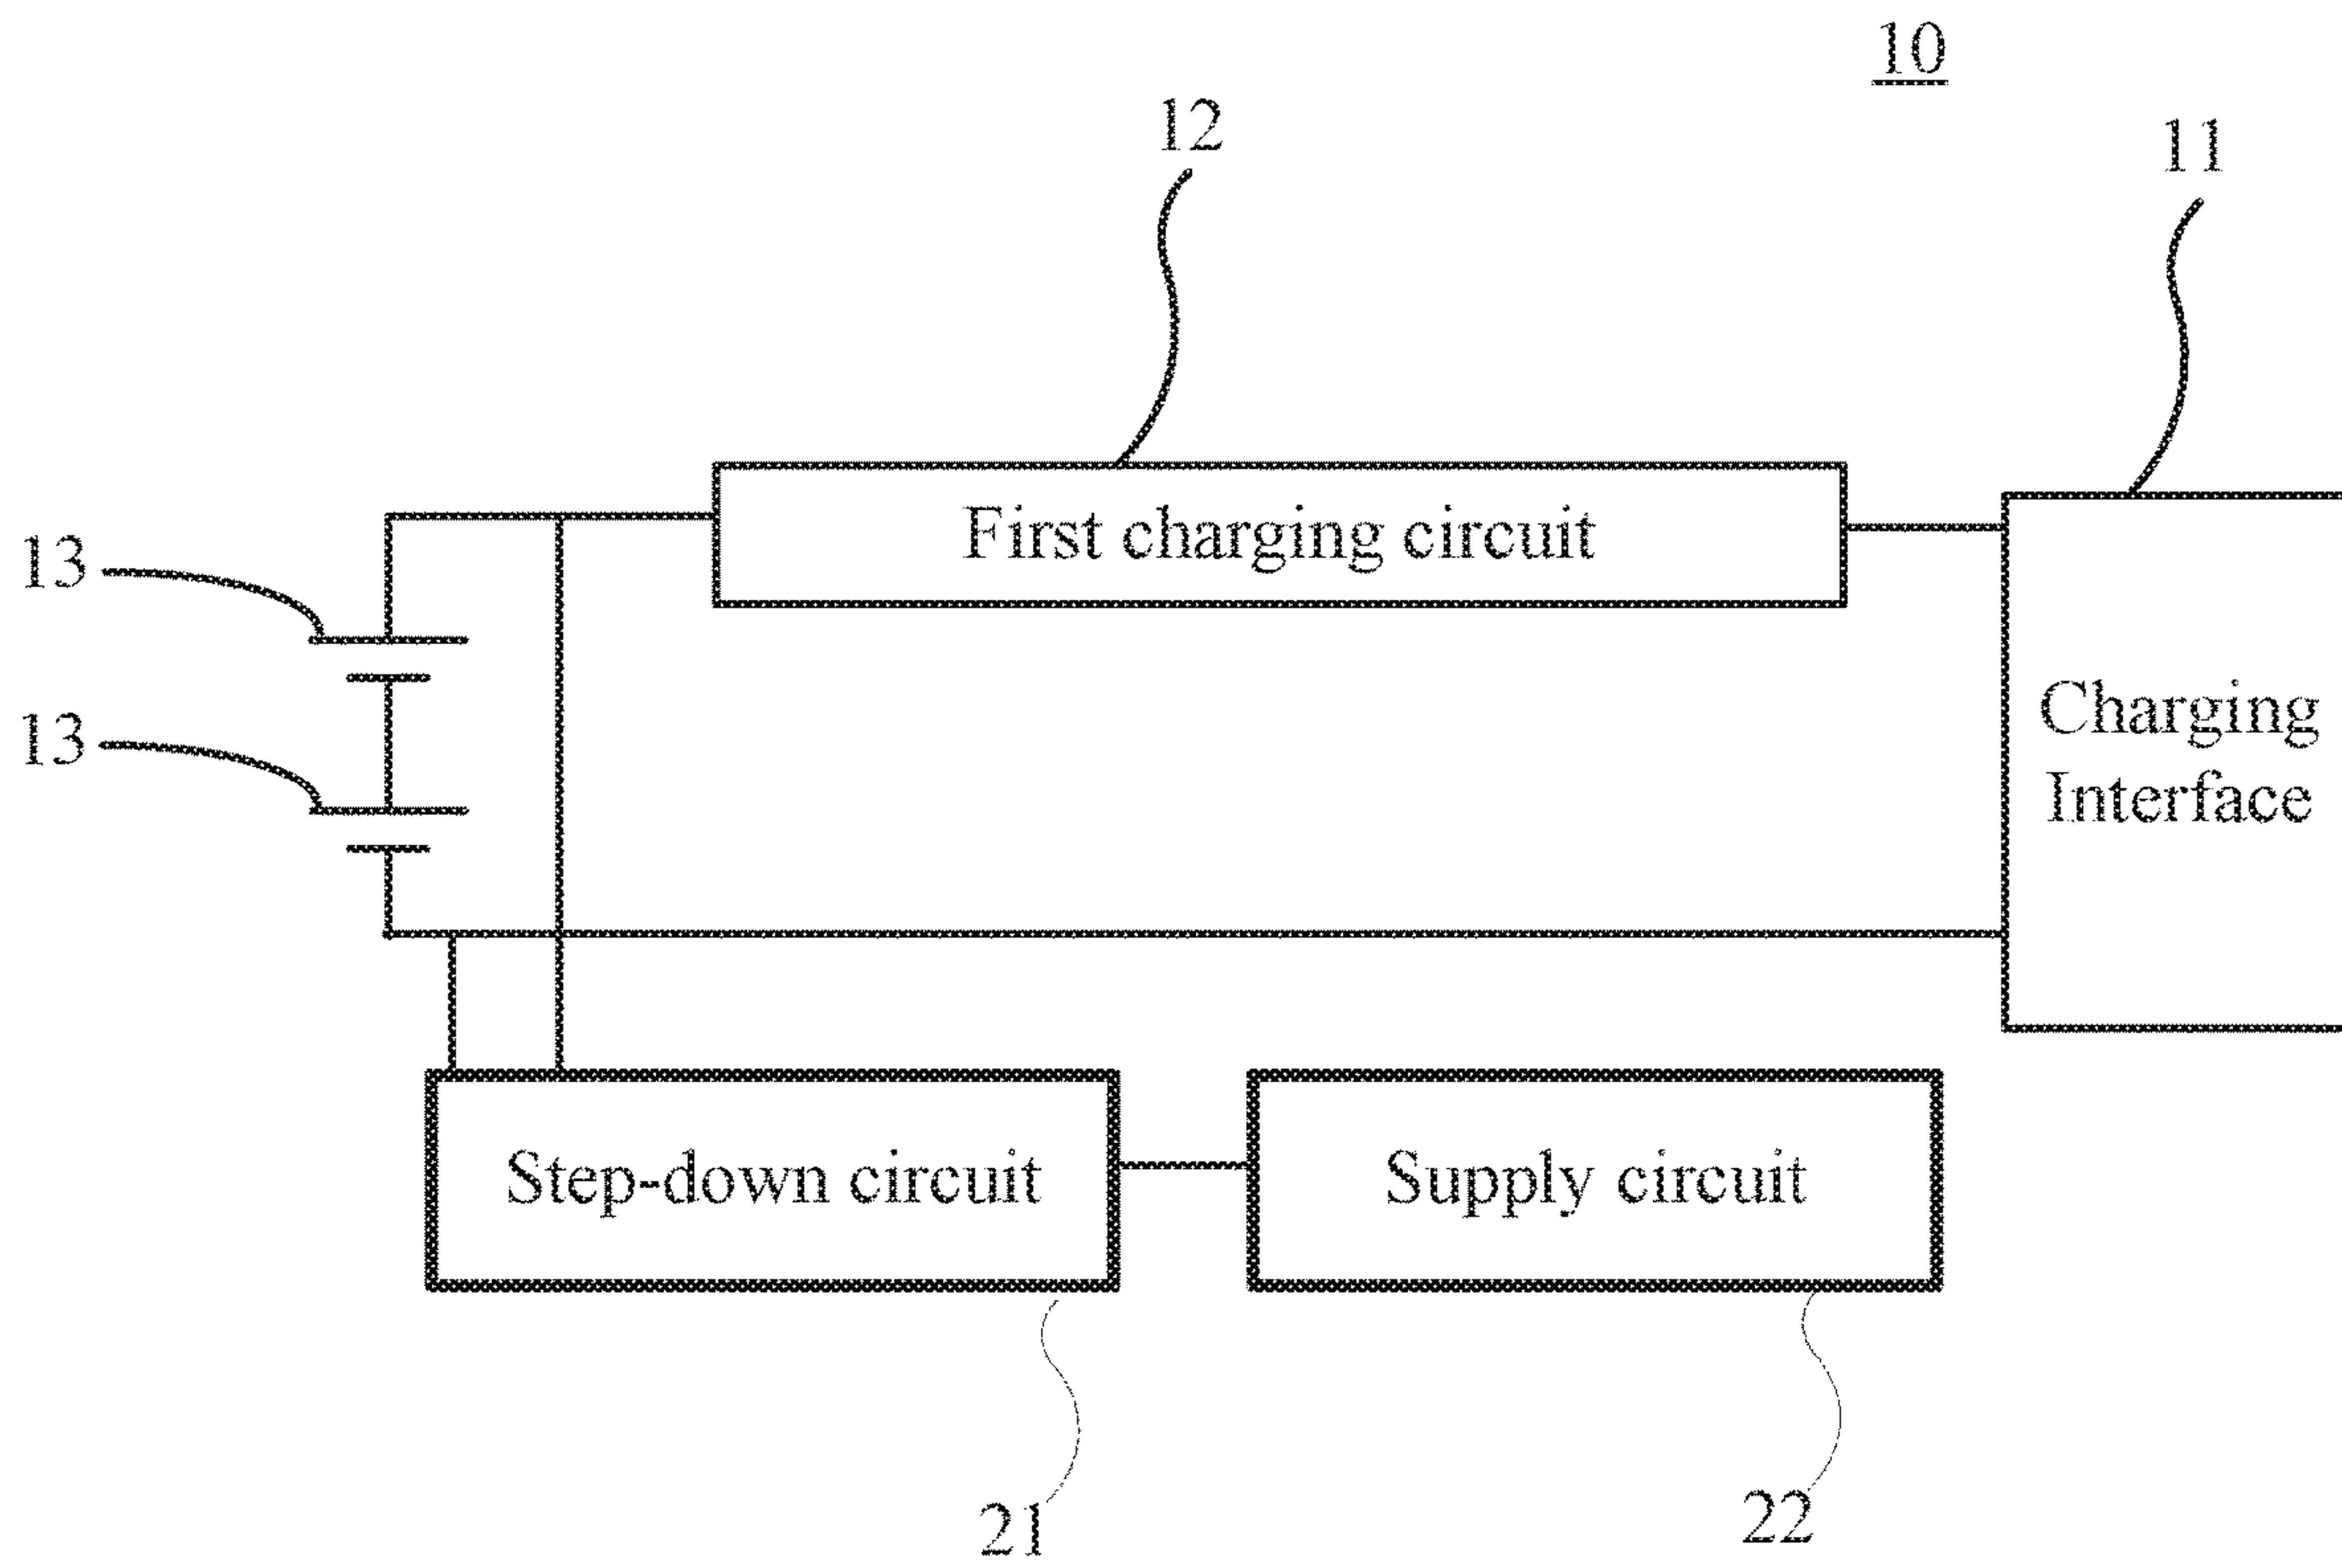 10
12
11
First charging circuit
13
13
Charging
Interface
Step-down circuit
Supply circuit
21
22